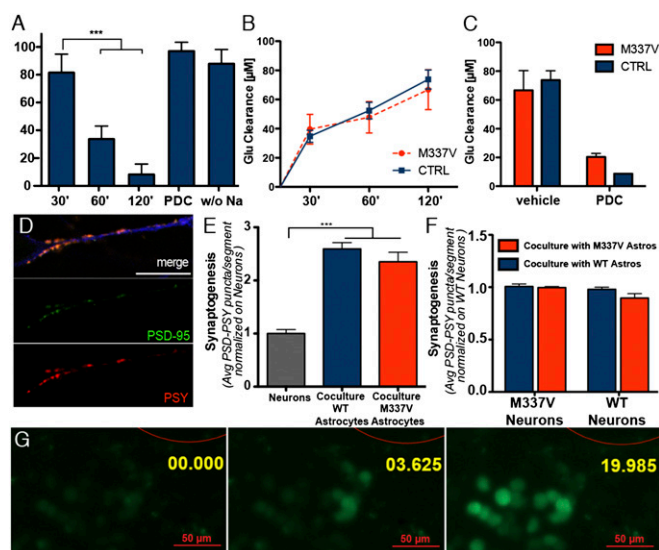 A
***
100
80
60
40
20
0
30' 60' 120' PDC w/o Na
B
Glu Clearance [µM]
100
80
60
40
20
0
30' 60' 120'
M337V
CTRL
C
Glu Clearance [µM]
100
80
60
40
20
0
vehicle PDC
M337V
CTRL
D
merge
PSD-95
PSY
E
Synaptogenesis
(Avg PSD-PSY puncta/segment
normalized on Neurons)
3
2
1
0
***
Neurons
Coculture
WT
Astrocytes
Coculture
M337V
Astrocytes
F
Synaptogenesis
(Avg PSD-PSY puncta/segment
normalized on WT Neurons)
1.5
1.0
0.5
0.0
Coculture with M337V Astros
Coculture with WT Astros
M337V
Neurons
WT
Neurons
G
00.000
50 µm
03.625
50 µm
19.985
50 µm